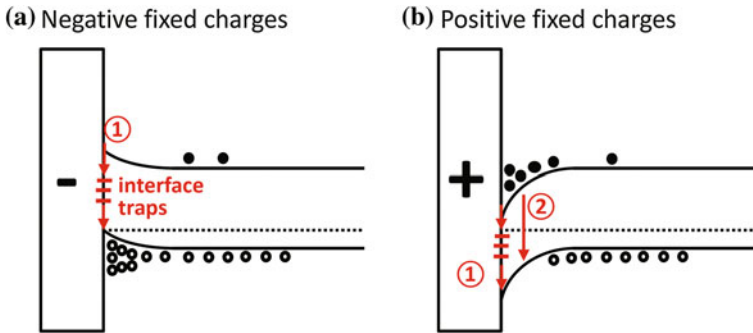 (a) Negative fixed charges
①
-
interface
traps
(b) Positive fixed charges
+
②
①